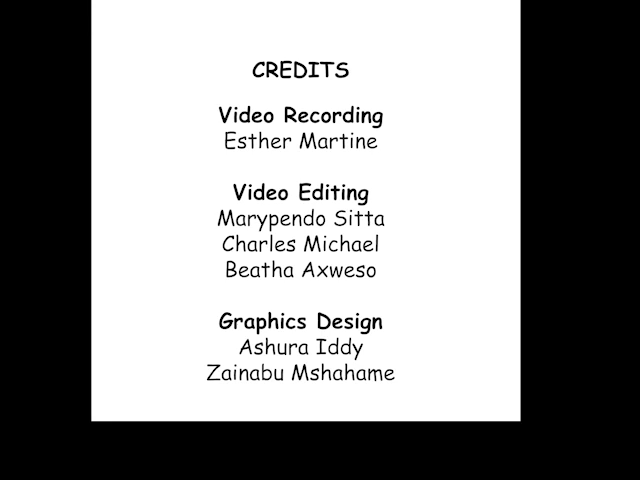 CREDITS
Video Recording
Esther Martine
Video Editing
Marypendo Sitta
Charles Michael
Beatha Axweso
Graphics Design
Ashura Iddy
Zainabu Mshahame